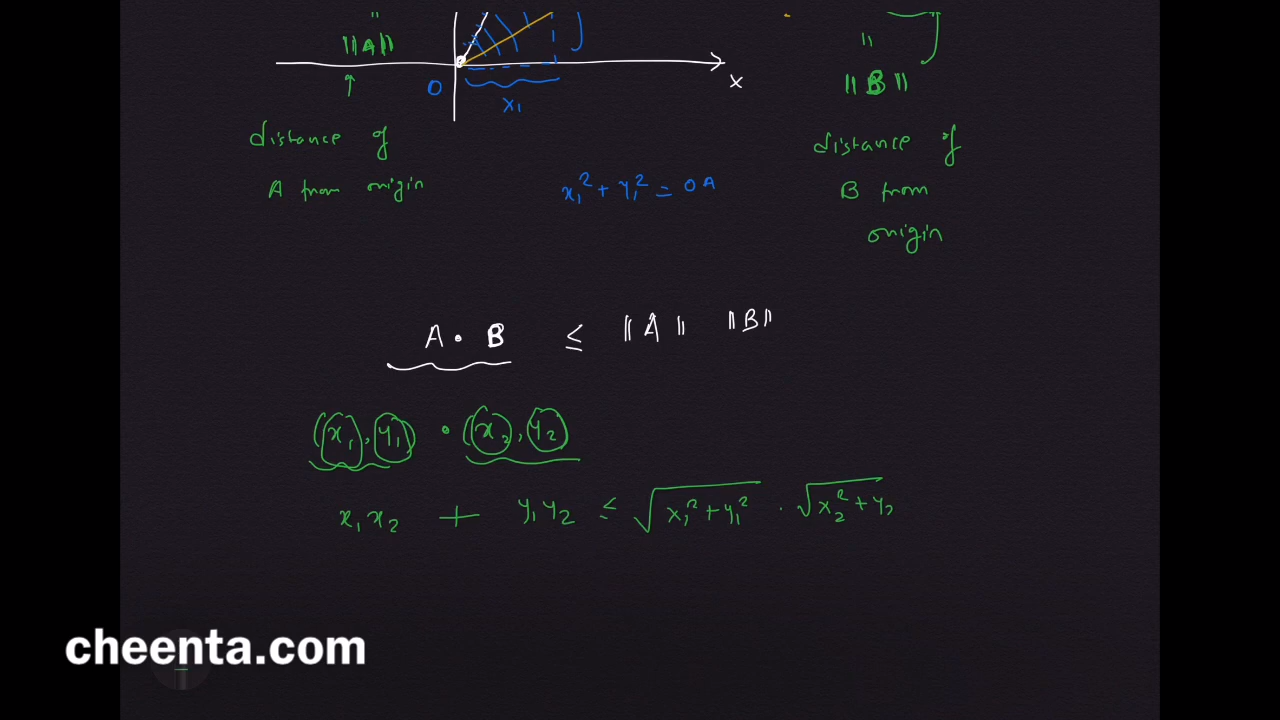 "
||A||
↑
0
x₁
x
distance of
A from origin
x₁² + y₁² = OA
"
||B||
distance of
B from
origin
A · B ≤ ||A|| ||B||
(x₁, y₁) · (x₂, y₂)
x₁x₂ + y₁y₂ ≤ √x₁² + y₁² · √x₂² + y₂
cheenta.com